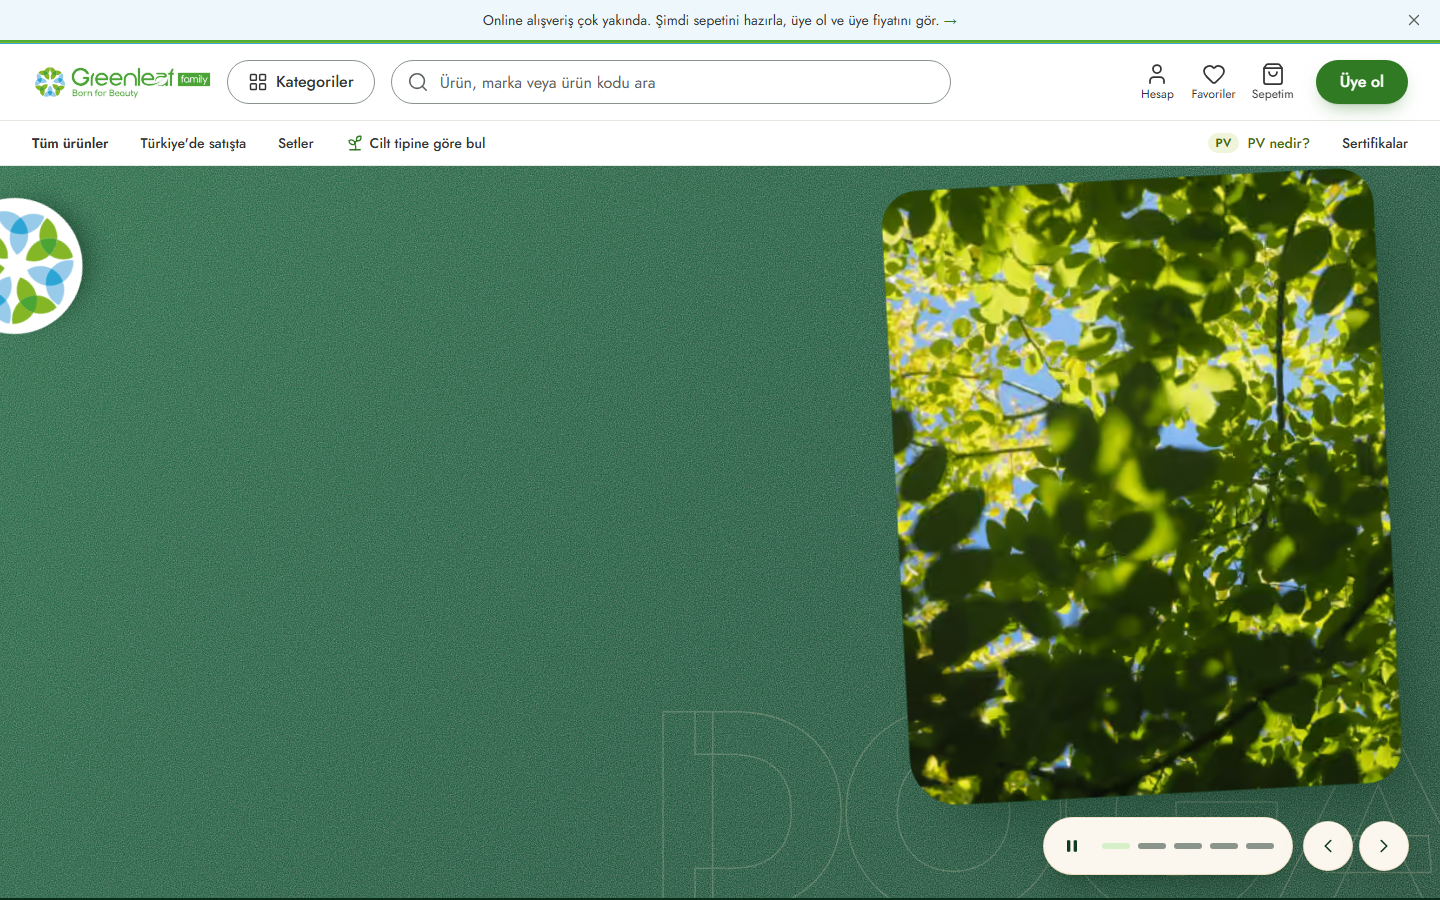 Online alışveriş çok yakında. Şimdi sepetini hazırla, üye ol ve üye fiyatını gör. →
Greenleaf family
Born for Beauty
Kategoriler
Ürün, marka veya ürün kodu ara
Hesap
Favoriler
Sepetim
Üye ol
Tüm ürünler
Türkiye'de satışta
Setler
Cilt tipine göre bul
PV PV nedir?
Sertifikalar
DOĞA